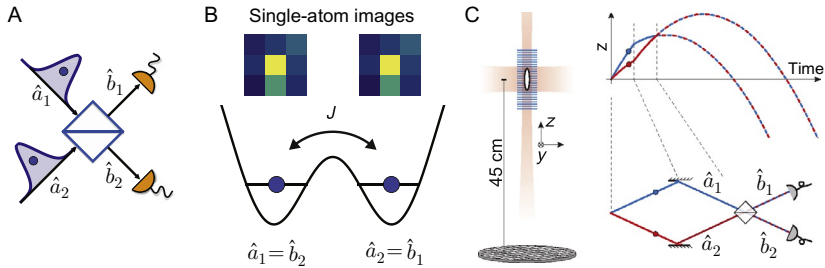 A
â₁
â₂
b̂₁
b̂₂
B
Single-atom images
J
â₁ = b̂₂
â₂ = b̂₁
C
45 cm
z
y
z
Time
â₁
â₂
b̂₁
b̂₂